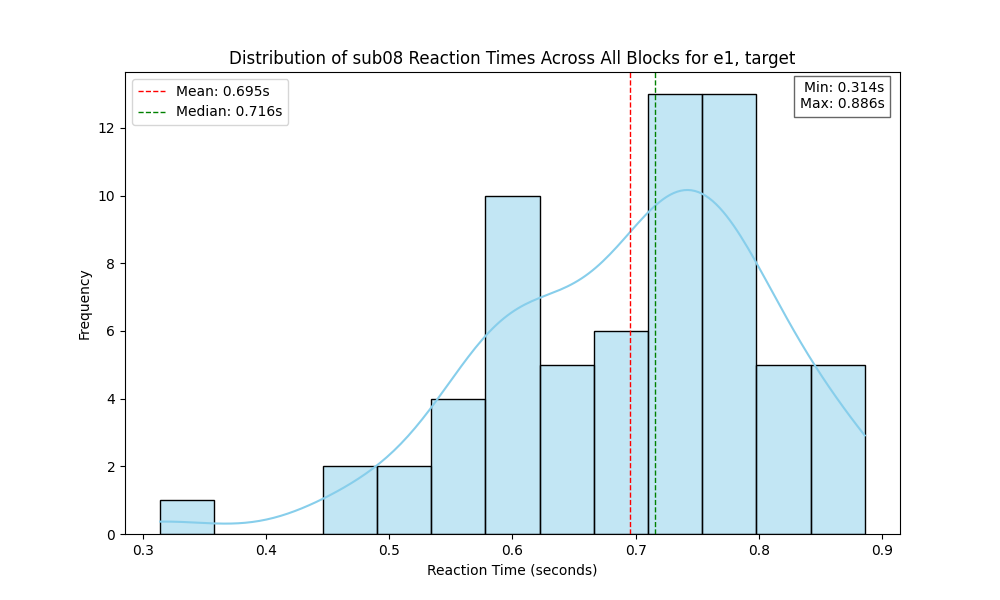 Distribution of sub08 Reaction Times Across All Blocks for e1, target
Mean: 0.695s
Median: 0.716s
Min: 0.314s
Max: 0.886s
Frequency
12
10
8
6
4
2
0
0.3 0.4 0.5 0.6 0.7 0.8 0.9
Reaction Time (seconds)